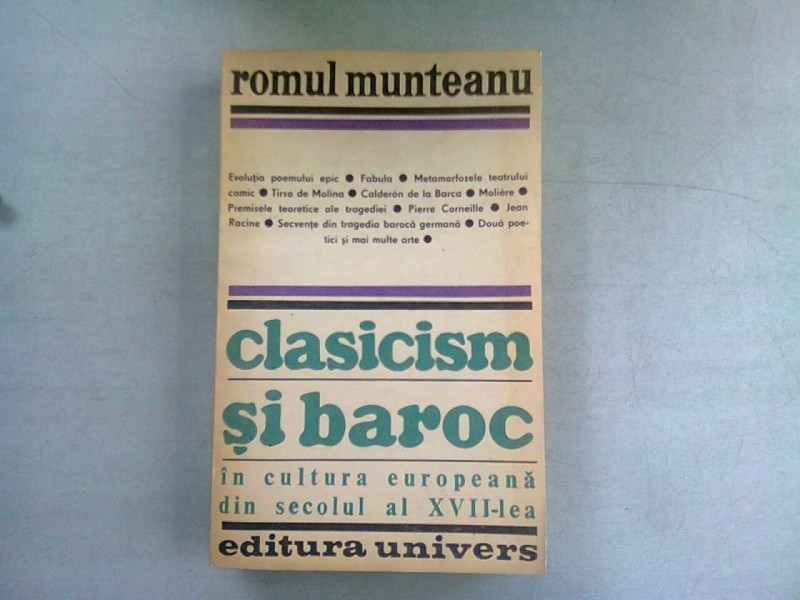 romul munteanu
Evoluția poemului epic ● Fabula ● Metamorfozele teatrului
comic ● Tirso de Molina ● Calderón de la Barca ● Molière ●
Premisele teoretice ale tragediei ● Pierre Corneille ● Jean
Racine ● Secvențe din tragedia barocă germană ● Două poe-
tici și mai multe arte ●
clasicism
și baroc
în cultura europeană
din secolul al XVII-lea
editura univers